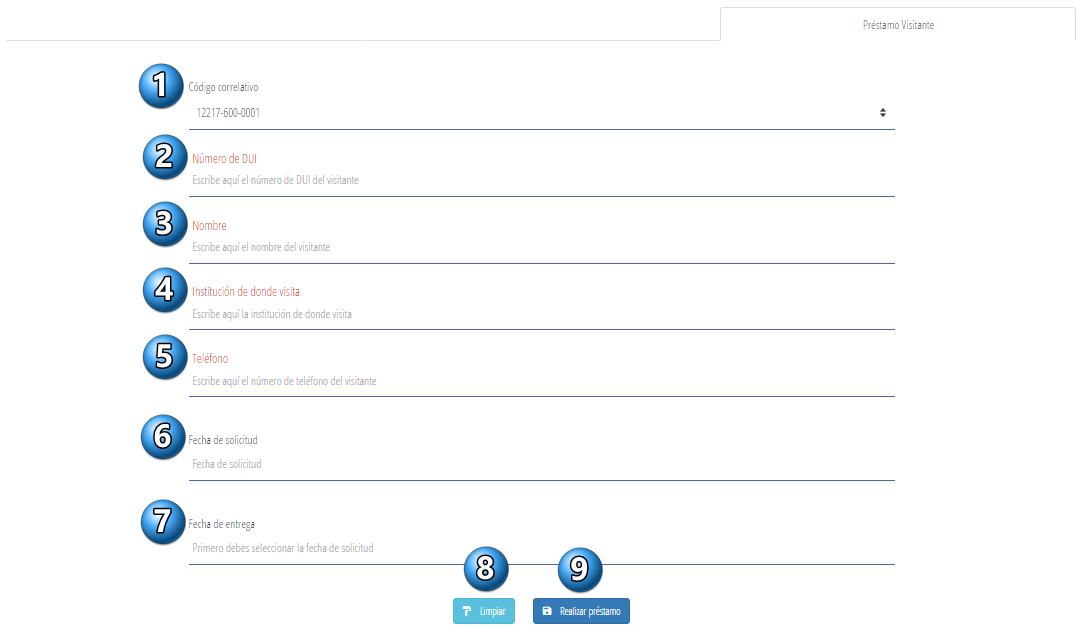 Préstamo Visitante
1 Código correlativo
12217-600-0001
2 Número de DUI
Escribe aquí el número de DUI del visitante
3 Nombre
Escribe aquí el nombre del visitante
4 Institución de donde visita
Escribe aquí la institución de donde visita
5 Teléfono
Escribe aquí el número de teléfono del visitante
6 Fecha de solicitud
Fecha de solicitud
7 Fecha de entrega
Primero debes seleccionar la fecha de solicitud
8 9
Limpiar Realizar préstamo